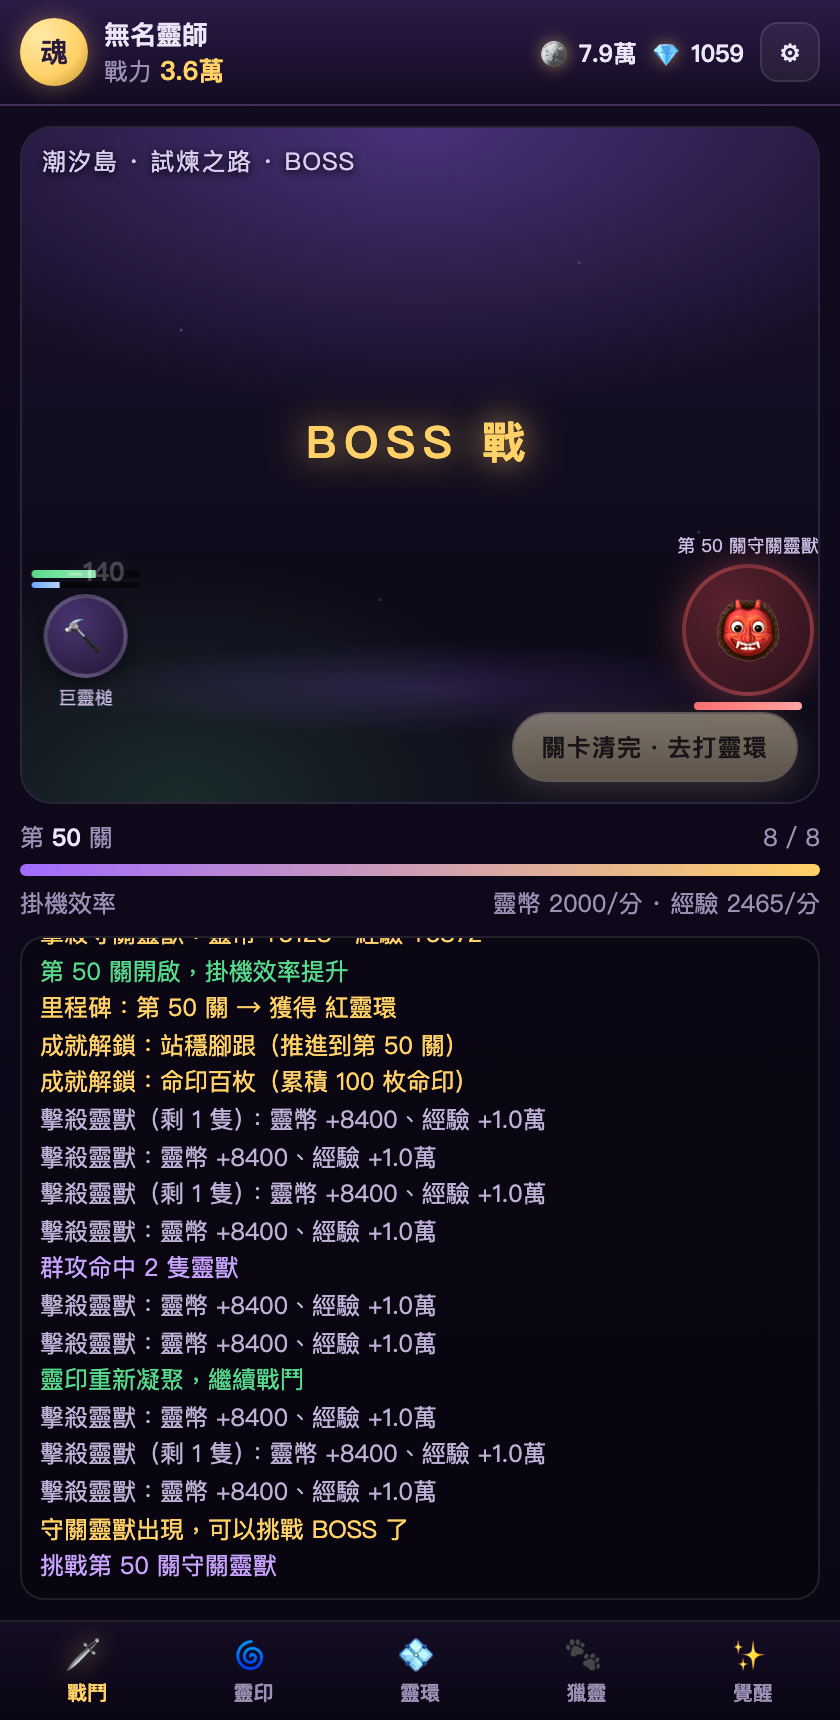 魂
無名靈師
戰力 3.6萬
7.9萬
1059
潮汐島 · 試煉之路 · BOSS
BOSS 戰
第 50 關守關靈獸
140
巨靈槌
關卡清完 · 去打靈環
第 50 關
8 / 8
掛機效率
靈幣 2000/分 · 經驗 2465/分
第 50 關開啟，掛機效率提升
里程碑：第 50 關 → 獲得 紅靈環
成就解鎖：站穩腳跟（推進到第 50 關）
成就解鎖：命印百枚（累積 100 枚命印）
擊殺靈獸（剩 1 隻）：靈幣 +8400、經驗 +1.0萬
擊殺靈獸：靈幣 +8400、經驗 +1.0萬
擊殺靈獸（剩 1 隻）：靈幣 +8400、經驗 +1.0萬
擊殺靈獸：靈幣 +8400、經驗 +1.0萬
群攻命中 2 隻靈獸
擊殺靈獸：靈幣 +8400、經驗 +1.0萬
擊殺靈獸：靈幣 +8400、經驗 +1.0萬
靈印重新凝聚，繼續戰鬥
擊殺靈獸：靈幣 +8400、經驗 +1.0萬
擊殺靈獸（剩 1 隻）：靈幣 +8400、經驗 +1.0萬
擊殺靈獸：靈幣 +8400、經驗 +1.0萬
守關靈獸出現，可以挑戰 BOSS 了
挑戰第 50 關守關靈獸
戰鬥
靈印
靈環
獵靈
覺醒